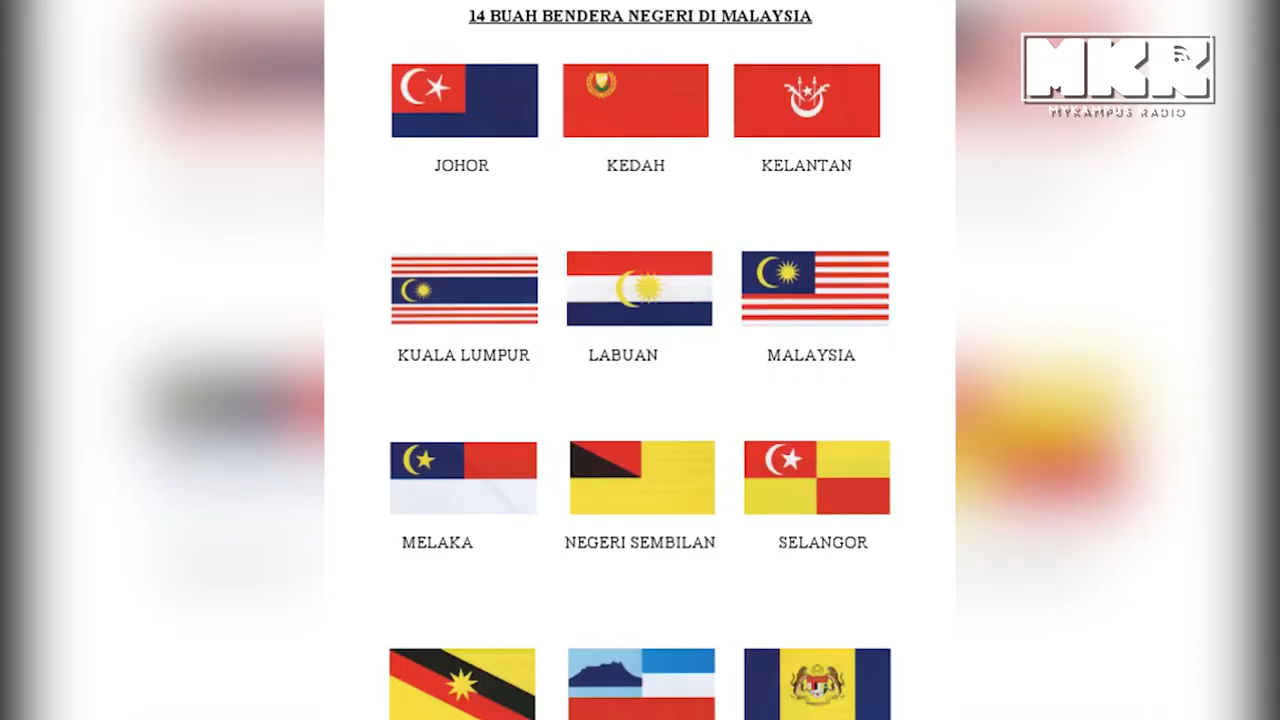 14 BUAH BENDERA NEGERI DI MALAYSIA
MKR
MYKAMPUS RADIO
JOHOR
KEDAH
KELANTAN
KUALA LUMPUR
LABUAN
MALAYSIA
MELAKA
NEGERI SEMBILAN
SELANGOR